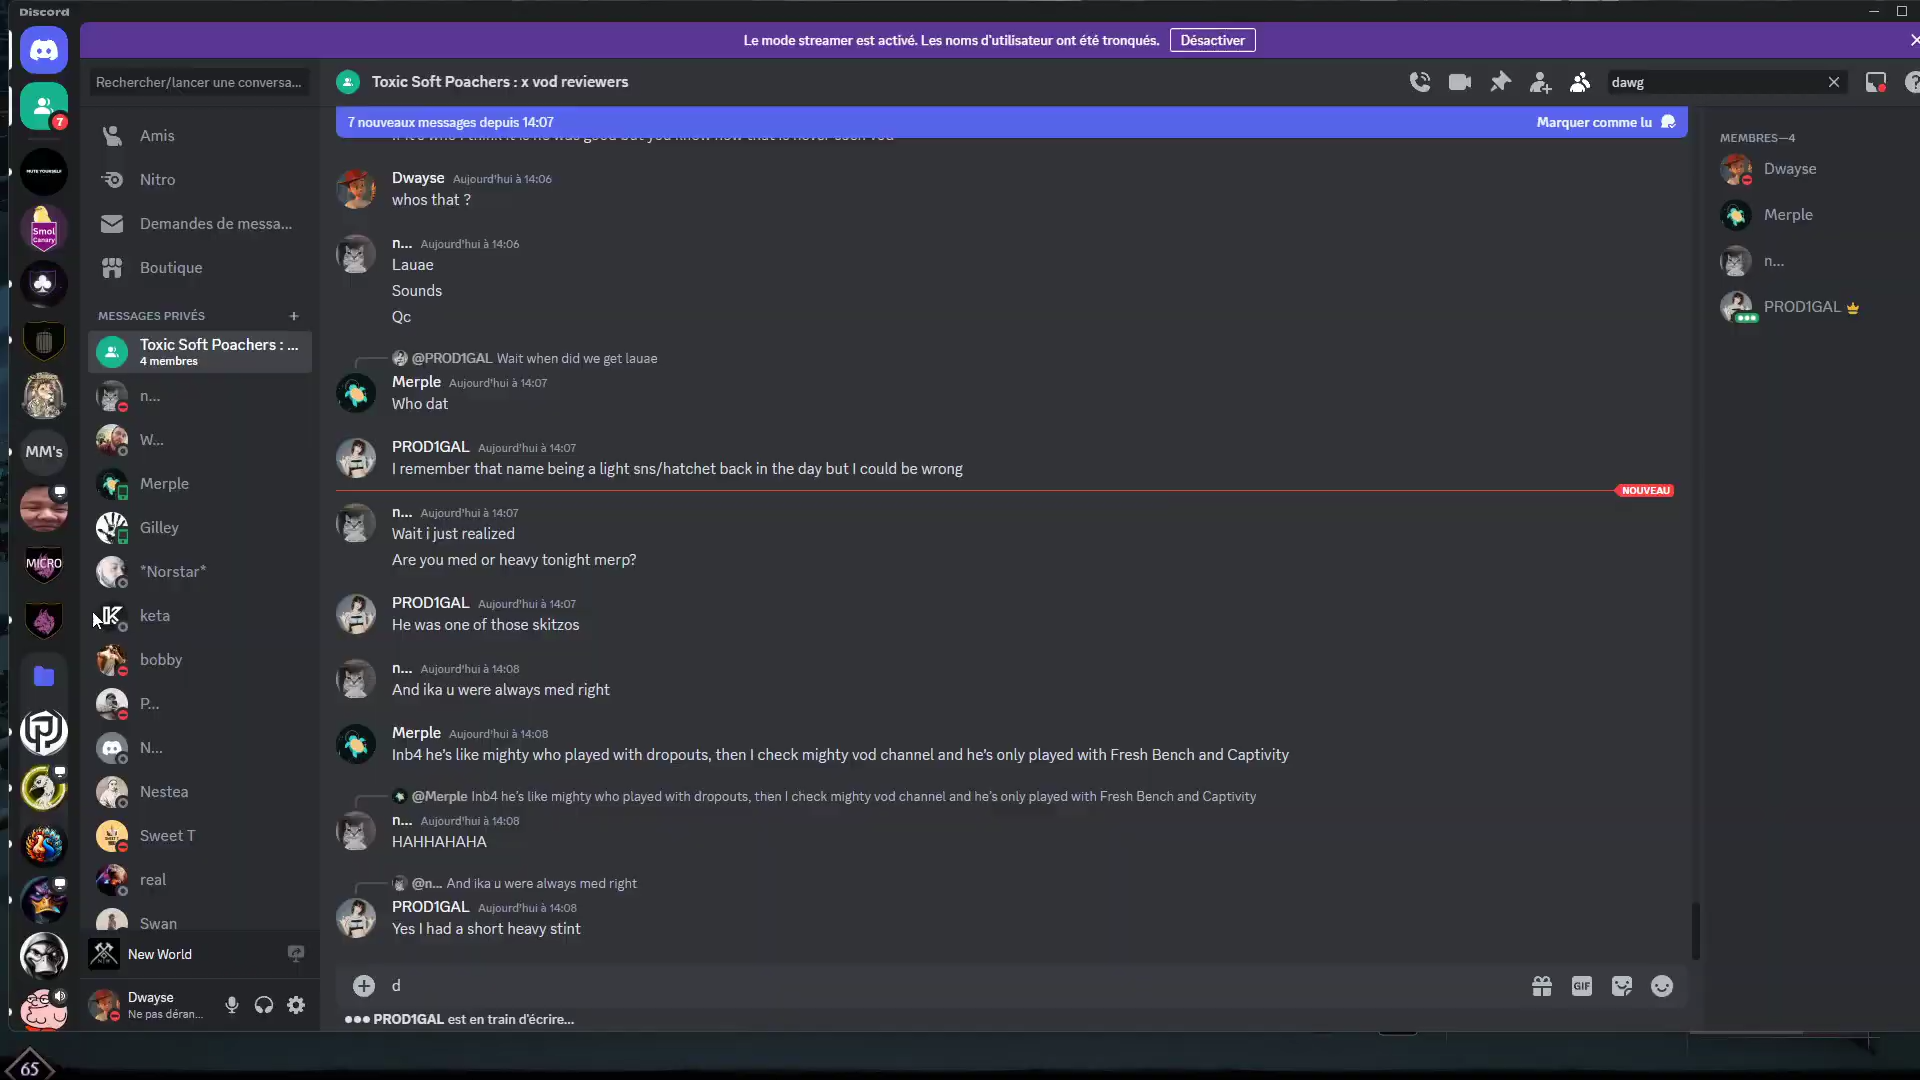 Discord
Le mode streamer est activé. Les noms d'utilisateur ont été tronqués.
Désactiver
Rechercher/lancer une conversa...
Toxic Soft Poachers : x vod reviewers
dawg
7 nouveaux messages depuis 14:07
Marquer comme lu
7
MUTE YOURSELF
Smol
Canary
MM's
MICRO
Amis
Nitro
Demandes de messa...
Boutique
MESSAGES PRIVÉS
Toxic Soft Poachers : ...
4 membres
n...
W...
Merple
Gilley
*Norstar*
keta
bobby
P...
N...
Nestea
Sweet T
real
Swan
New World
Dwayse
Ne pas déran...
Dwayse Aujourd'hui à 14:06
whos that ?
n... Aujourd'hui à 14:06
Lauae
Sounds
Qc
@PROD1GAL Wait when did we get lauae
Merple Aujourd'hui à 14:07
Who dat
PROD1GAL Aujourd'hui à 14:07
I remember that name being a light sns/hatchet back in the day but I could be wrong
NOUVEAU
n... Aujourd'hui à 14:07
Wait i just realized
Are you med or heavy tonight merp?
PROD1GAL Aujourd'hui à 14:07
He was one of those skitzos
n... Aujourd'hui à 14:08
And ika u were always med right
Merple Aujourd'hui à 14:08
Inb4 he's like mighty who played with dropouts, then I check mighty vod channel and he's only played with Fresh Bench and Captivity
@Merple Inb4 he's like mighty who played with dropouts, then I check mighty vod channel and he's only played with Fresh Bench and Captivity
n... Aujourd'hui à 14:08
HAHHAHAHA
@n... And ika u were always med right
PROD1GAL Aujourd'hui à 14:08
Yes I had a short heavy stint
d
GIF
PROD1GAL est en train d'écrire...
MEMBRES—4
Dwayse
Merple
n...
PROD1GAL
65